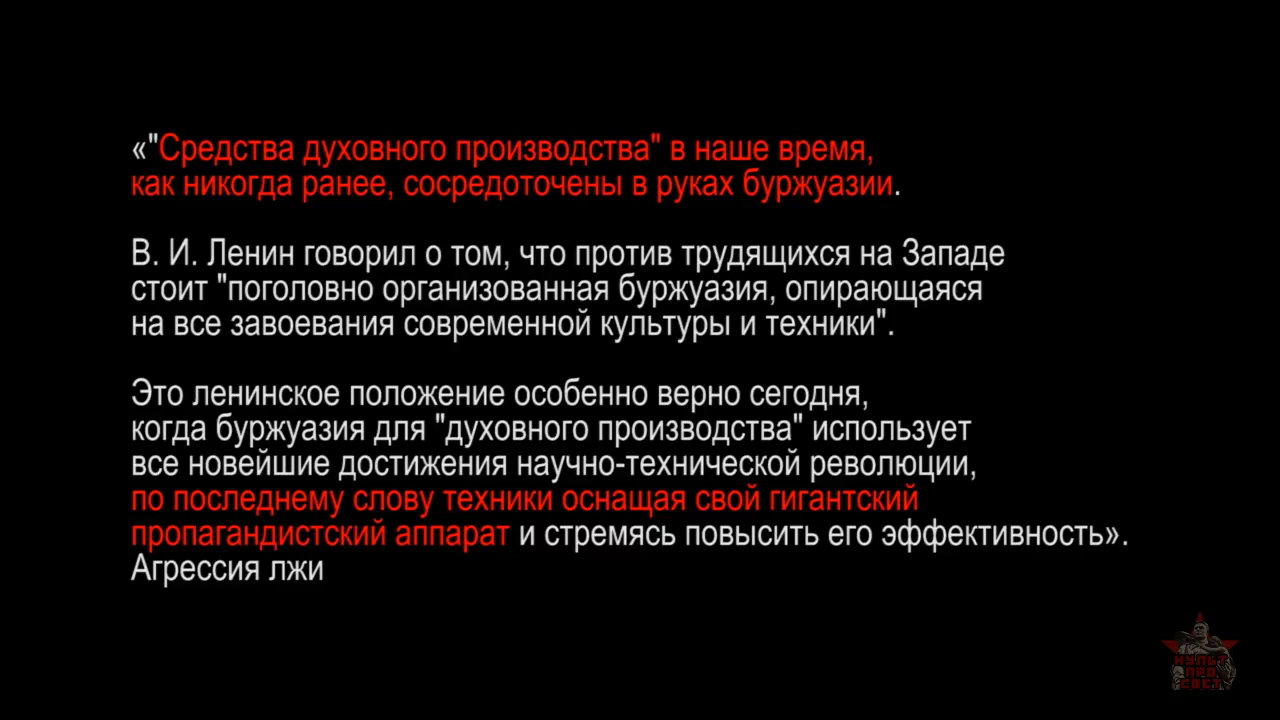 «"Средства духовного производства" в наше время,
как никогда ранее, сосредоточены в руках буржуазии.
В. И. Ленин говорил о том, что против трудящихся на Западе
стоит "поголовно организованная буржуазия, опирающаяся
на все завоевания современной культуры и техники".
Это ленинское положение особенно верно сегодня,
когда буржуазия для "духовного производства" использует
все новейшие достижения научно-технической революции,
по последнему слову техники оснащая свой гигантский
пропагандистский аппарат и стремясь повысить его эффективность».
Агрессия лжи
КУЛЬТ
ПРО
СВЕТ